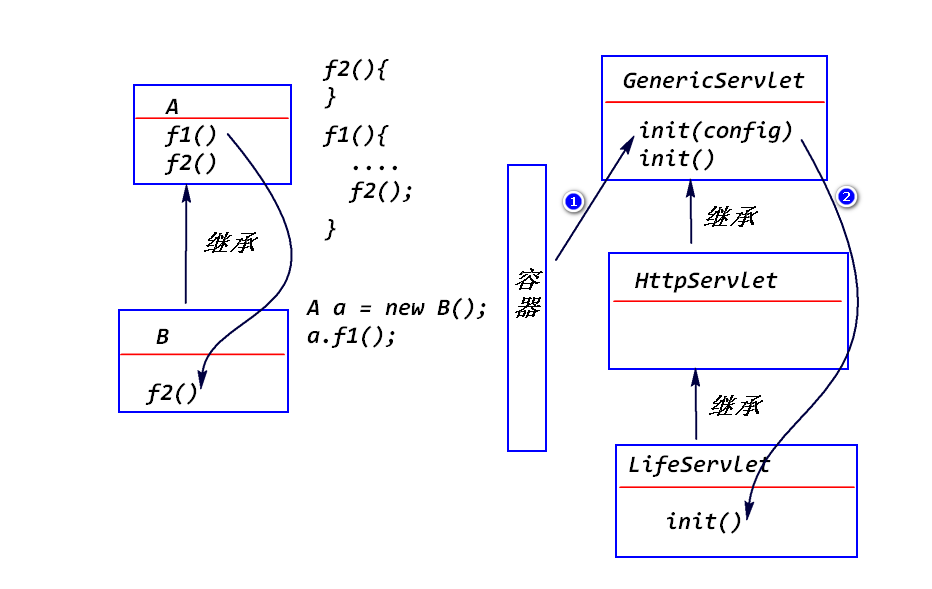 A
f1()
f2()
f2(){
}
f1(){
....
f2();
}
继承
B
f2()
A a = new B();
a.f1();
容器
1
GenericServlet
init(config)
init()
2
继承
HttpServlet
继承
LifeServlet
init()